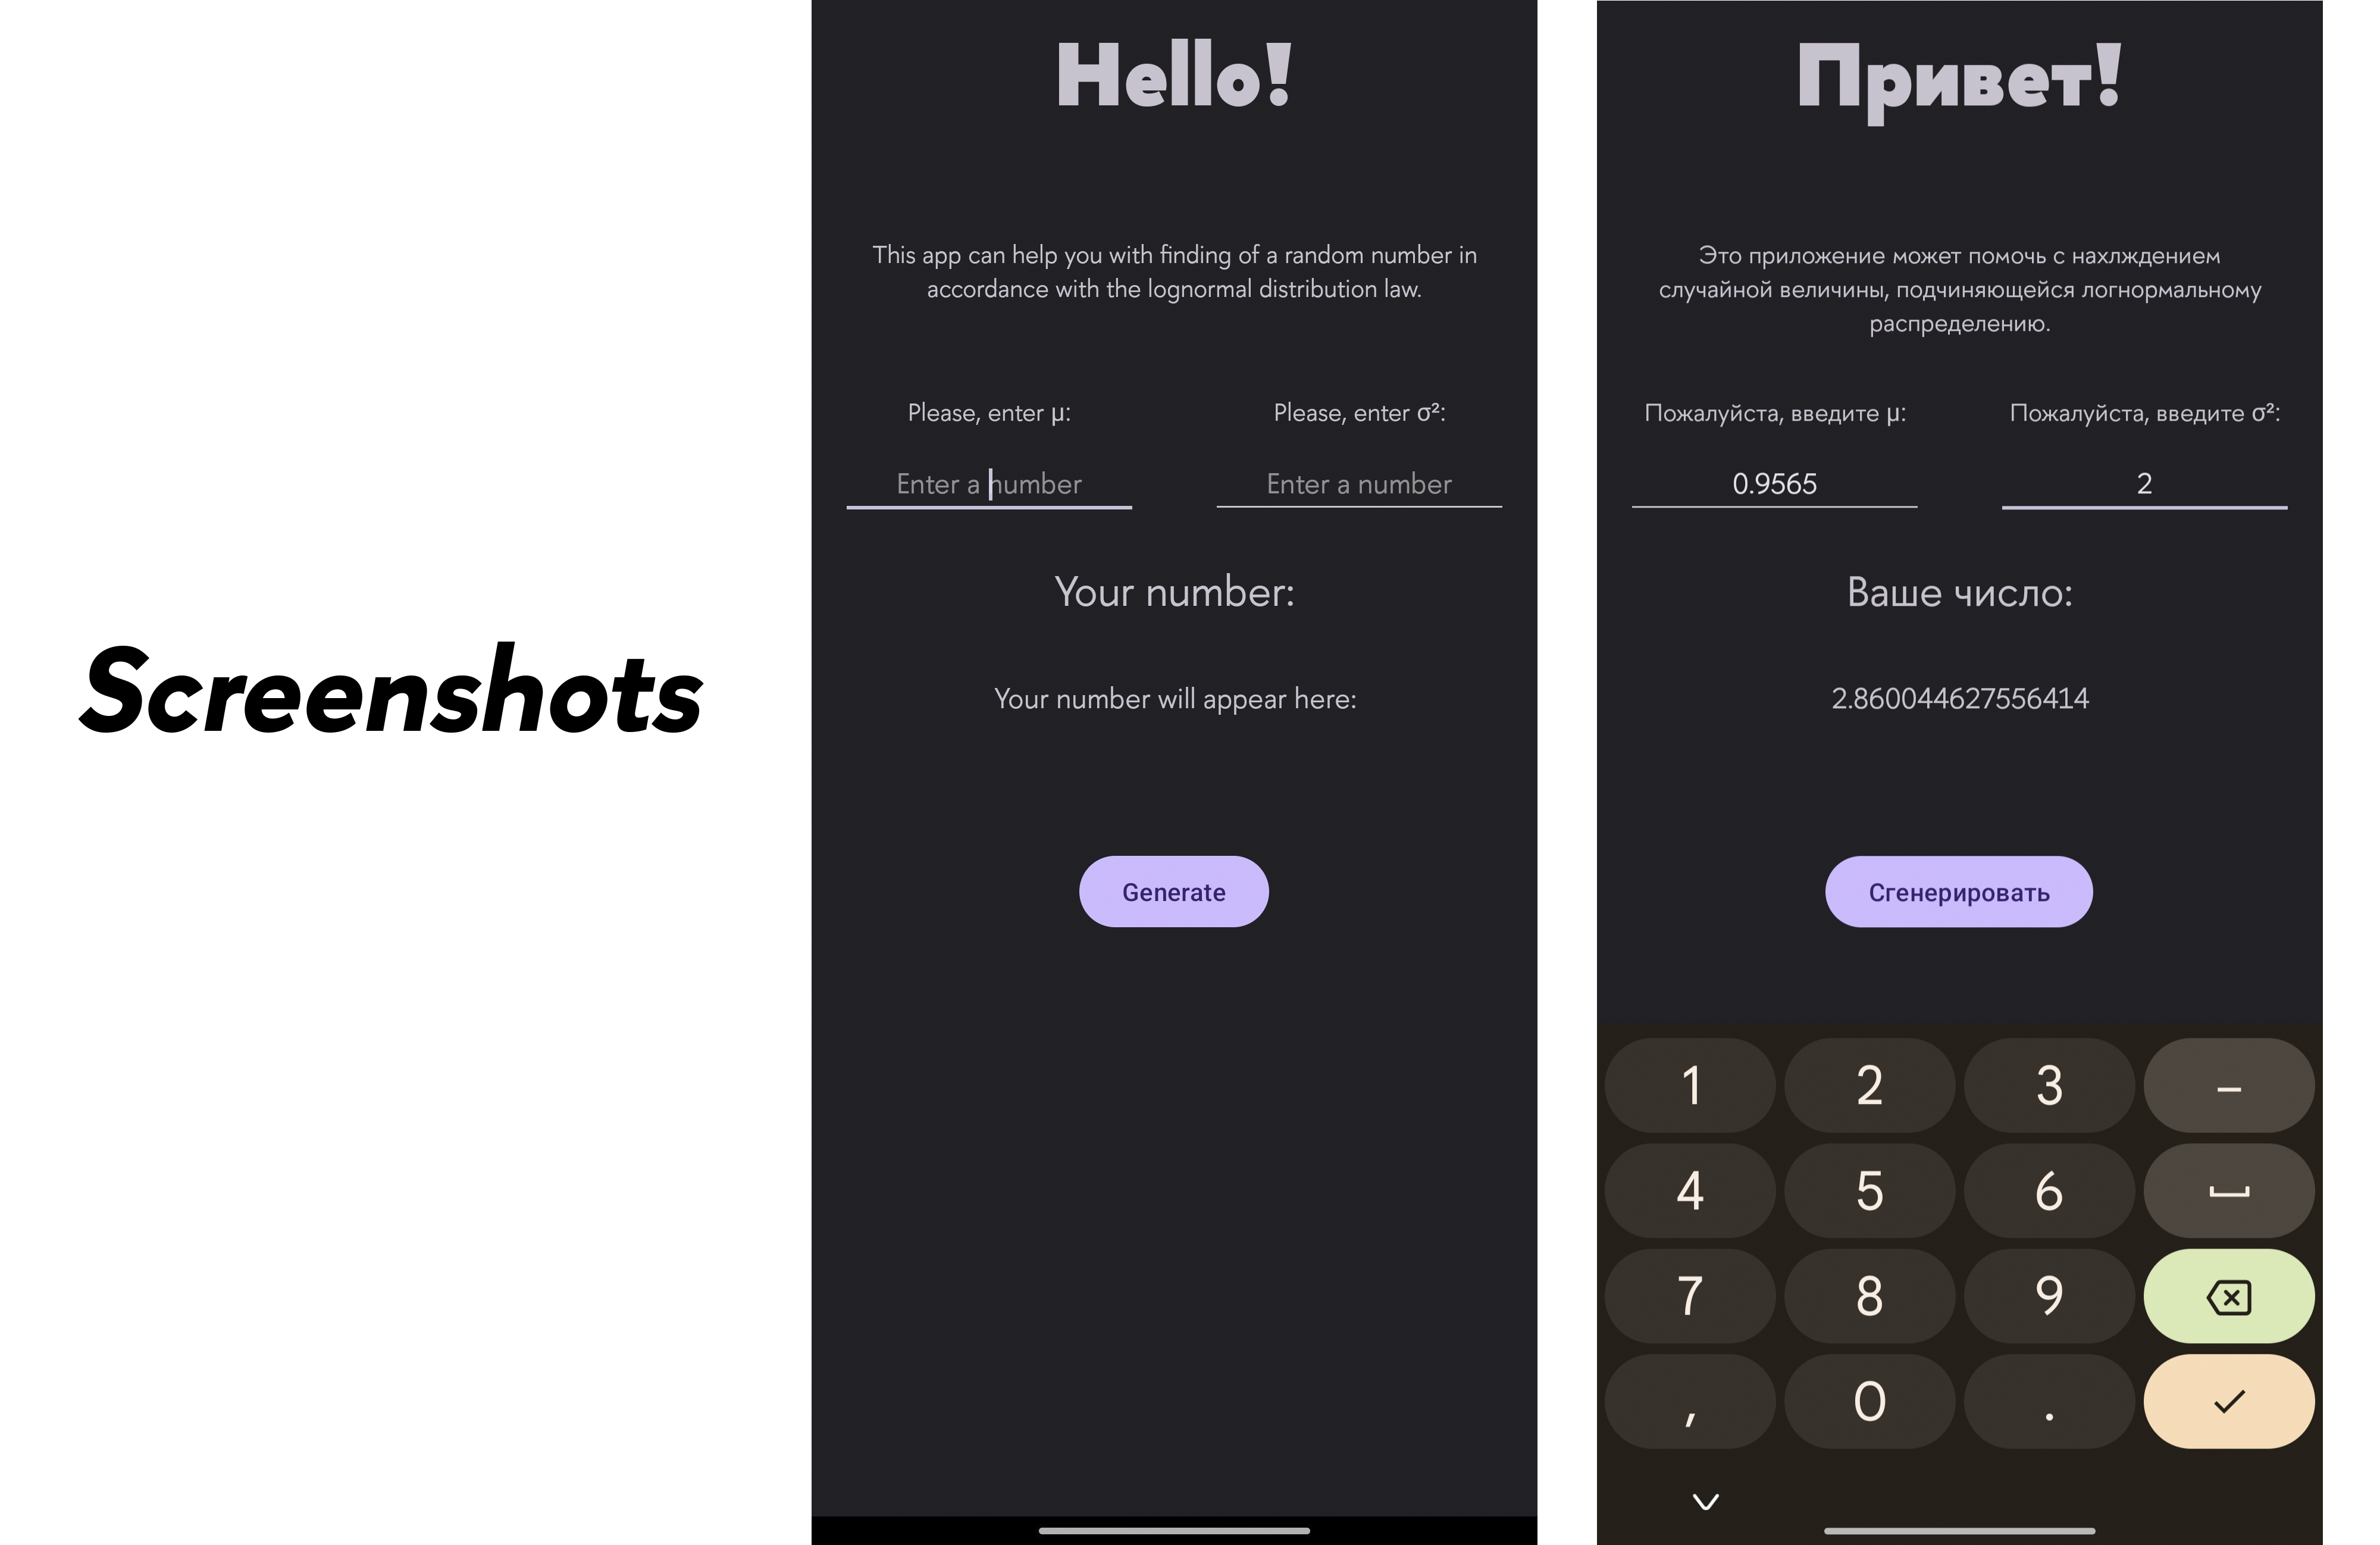 Screenshots
Hello!
This app can help you with finding of a random number in
accordance with the lognormal distribution law.
Please, enter μ:
Please, enter σ²:
Enter a number
Enter a number
Your number:
Your number will appear here:
Generate
Привет!
Это приложение может помочь с нахлждением
случайной величины, подчиняющейся логнормальному
распределению.
Пожалуйста, введите μ:
Пожалуйста, введите σ²:
0.9565
2
Ваше число:
2.860044627556414
Сгенерировать
1 2 3 –
4 5 6
7 8 9
, 0 .